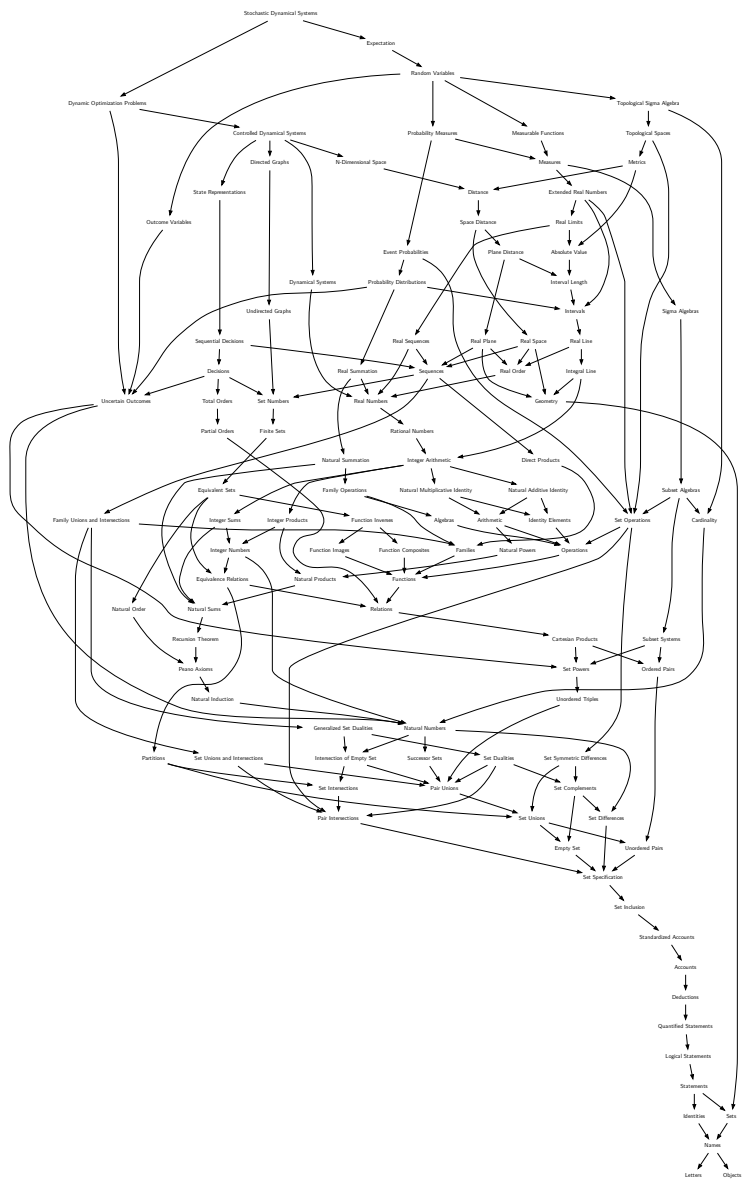 Stochastic Dynamical Systems
Expectation
Random Variables
Dynamic Optimization Problems
Topological Sigma Algebra
Controlled Dynamical Systems
Probability Measures
Measurable Functions
Topological Spaces
Directed Graphs
N-Dimensional Space
Measures
Metrics
State Representations
Distance
Extended Real Numbers
Outcome Variables
Space Distance
Real Limits
Event Probabilities
Plane Distance
Absolute Value
Dynamical Systems
Probability Distributions
Interval Length
Undirected Graphs
Intervals
Sigma Algebras
Sequential Decisions
Real Sequences
Real Plane
Real Space
Real Line
Decisions
Real Summation
Sequences
Real Order
Integral Line
Uncertain Outcomes
Total Orders
Set Numbers
Real Numbers
Geometry
Partial Orders
Finite Sets
Rational Numbers
Natural Summation
Integer Arithmetic
Direct Products
Equivalent Sets
Family Operations
Natural Multiplicative Identity
Natural Additive Identity
Subset Algebras
Family Unions and Intersections
Integer Sums
Integer Products
Function Inverses
Algebras
Arithmetic
Identity Elements
Set Operations
Cardinality
Integer Numbers
Function Images
Function Composites
Families
Natural Powers
Operations
Equivalence Relations
Natural Products
Functions
Natural Order
Natural Sums
Relations
Recursion Theorem
Cartesian Products
Subset Systems
Peano Axioms
Set Powers
Ordered Pairs
Natural Induction
Unordered Triples
Generalized Set Dualities
Natural Numbers
Partitions
Set Unions and Intersections
Intersection of Empty Set
Successor Sets
Set Dualities
Set Symmetric Differences
Set Intersections
Pair Unions
Set Complements
Pair Intersections
Set Unions
Set Differences
Empty Set
Unordered Pairs
Set Specification
Set Inclusion
Standardized Accounts
Accounts
Deductions
Quantified Statements
Logical Statements
Statements
Identities
Sets
Names
Letters
Objects